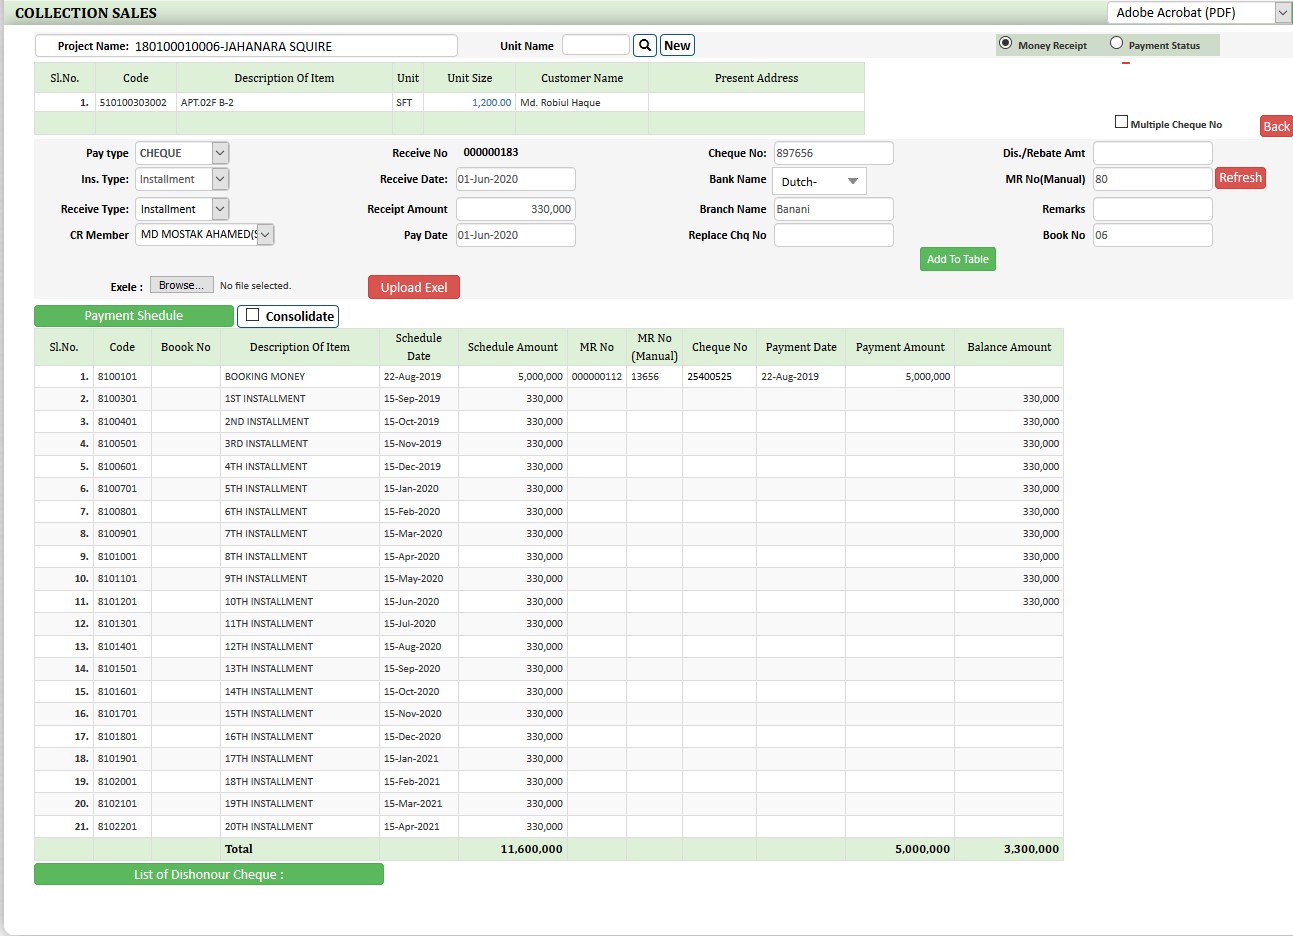 COLLECTION SALES
Adobe Acrobat (PDF)
Project Name: 180100010006-JAHANARA SQUIRE Unit Name New Money Receipt Payment Status
Sl.No. Code Description Of Item Unit Unit Size Customer Name Present Address
1. 510100303002 APT.02F B-2 SFT 1,200.00 Md. Robiul Haque
Multiple Cheque No Back
Pay type CHEQUE Receive No 000000183 Cheque No: 897656 Dis./Rebate Amt
Ins. Type: Installment Receive Date: 01-Jun-2020 Bank Name Dutch- MR No(Manual) 80 Refresh
Receive Type: Installment Receipt Amount 330,000 Branch Name Banani Remarks
CR Member MD MOSTAK AHAMED(S Pay Date 01-Jun-2020 Replace Chq No Book No 06
Add To Table
Exele : Browse... No file selected. Upload Exel
Payment Shedule Consolidate
Sl.No. Code Boook No Description Of Item Schedule Date Schedule Amount MR No MR No (Manual) Cheque No Payment Date Payment Amount Balance Amount
1. 8100101 BOOKING MONEY 22-Aug-2019 5,000,000 000000112 13656 25400525 22-Aug-2019 5,000,000
2. 8100301 1ST INSTALLMENT 15-Sep-2019 330,000 330,000
3. 8100401 2ND INSTALLMENT 15-Oct-2019 330,000 330,000
4. 8100501 3RD INSTALLMENT 15-Nov-2019 330,000 330,000
5. 8100601 4TH INSTALLMENT 15-Dec-2019 330,000 330,000
6. 8100701 5TH INSTALLMENT 15-Jan-2020 330,000 330,000
7. 8100801 6TH INSTALLMENT 15-Feb-2020 330,000 330,000
8. 8100901 7TH INSTALLMENT 15-Mar-2020 330,000 330,000
9. 8101001 8TH INSTALLMENT 15-Apr-2020 330,000 330,000
10. 8101101 9TH INSTALLMENT 15-May-2020 330,000 330,000
11. 8101201 10TH INSTALLMENT 15-Jun-2020 330,000 330,000
12. 8101301 11TH INSTALLMENT 15-Jul-2020 330,000
13. 8101401 12TH INSTALLMENT 15-Aug-2020 330,000
14. 8101501 13TH INSTALLMENT 15-Sep-2020 330,000
15. 8101601 14TH INSTALLMENT 15-Oct-2020 330,000
16. 8101701 15TH INSTALLMENT 15-Nov-2020 330,000
17. 8101801 16TH INSTALLMENT 15-Dec-2020 330,000
18. 8101901 17TH INSTALLMENT 15-Jan-2021 330,000
19. 8102001 18TH INSTALLMENT 15-Feb-2021 330,000
20. 8102101 19TH INSTALLMENT 15-Mar-2021 330,000
21. 8102201 20TH INSTALLMENT 15-Apr-2021 330,000
Total 11,600,000 5,000,000 3,300,000
List of Dishonour Cheque :